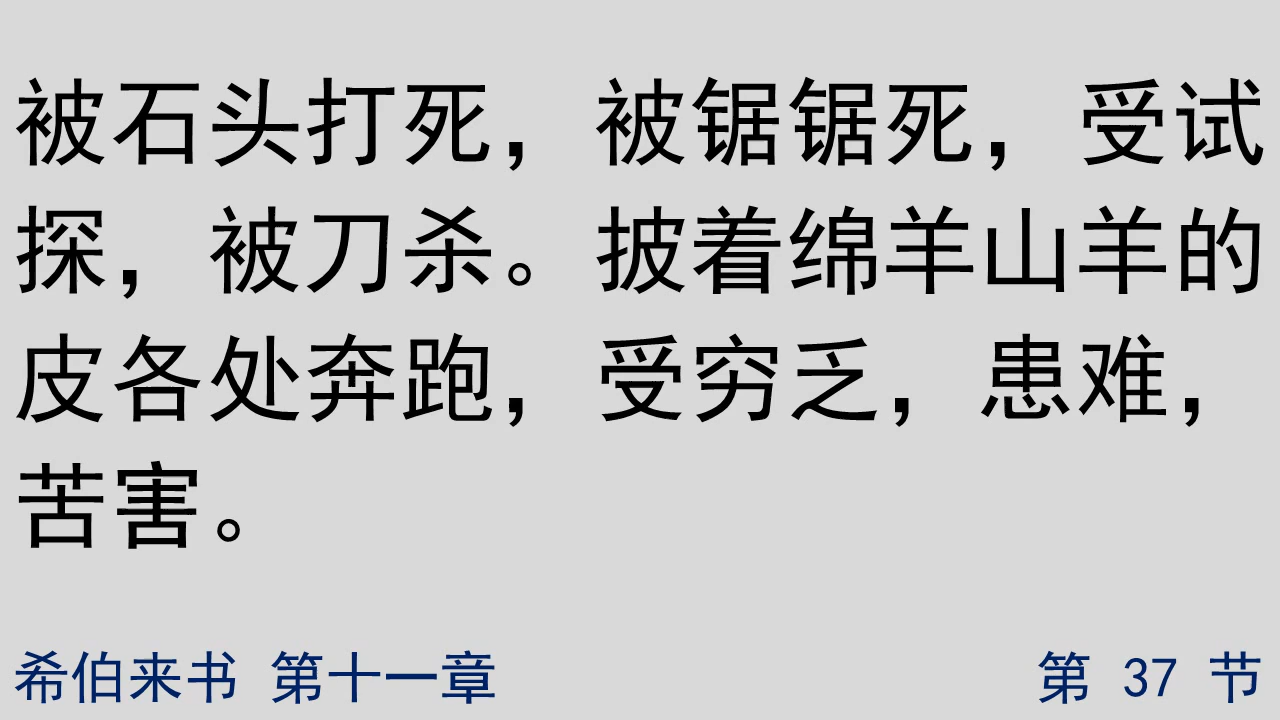 被石头打死，被锯锯死，受试
探，被刀杀。披着绵羊山羊的
皮各处奔跑，受穷乏，患难，
苦害。
希伯来书 第十一章 第 37 节